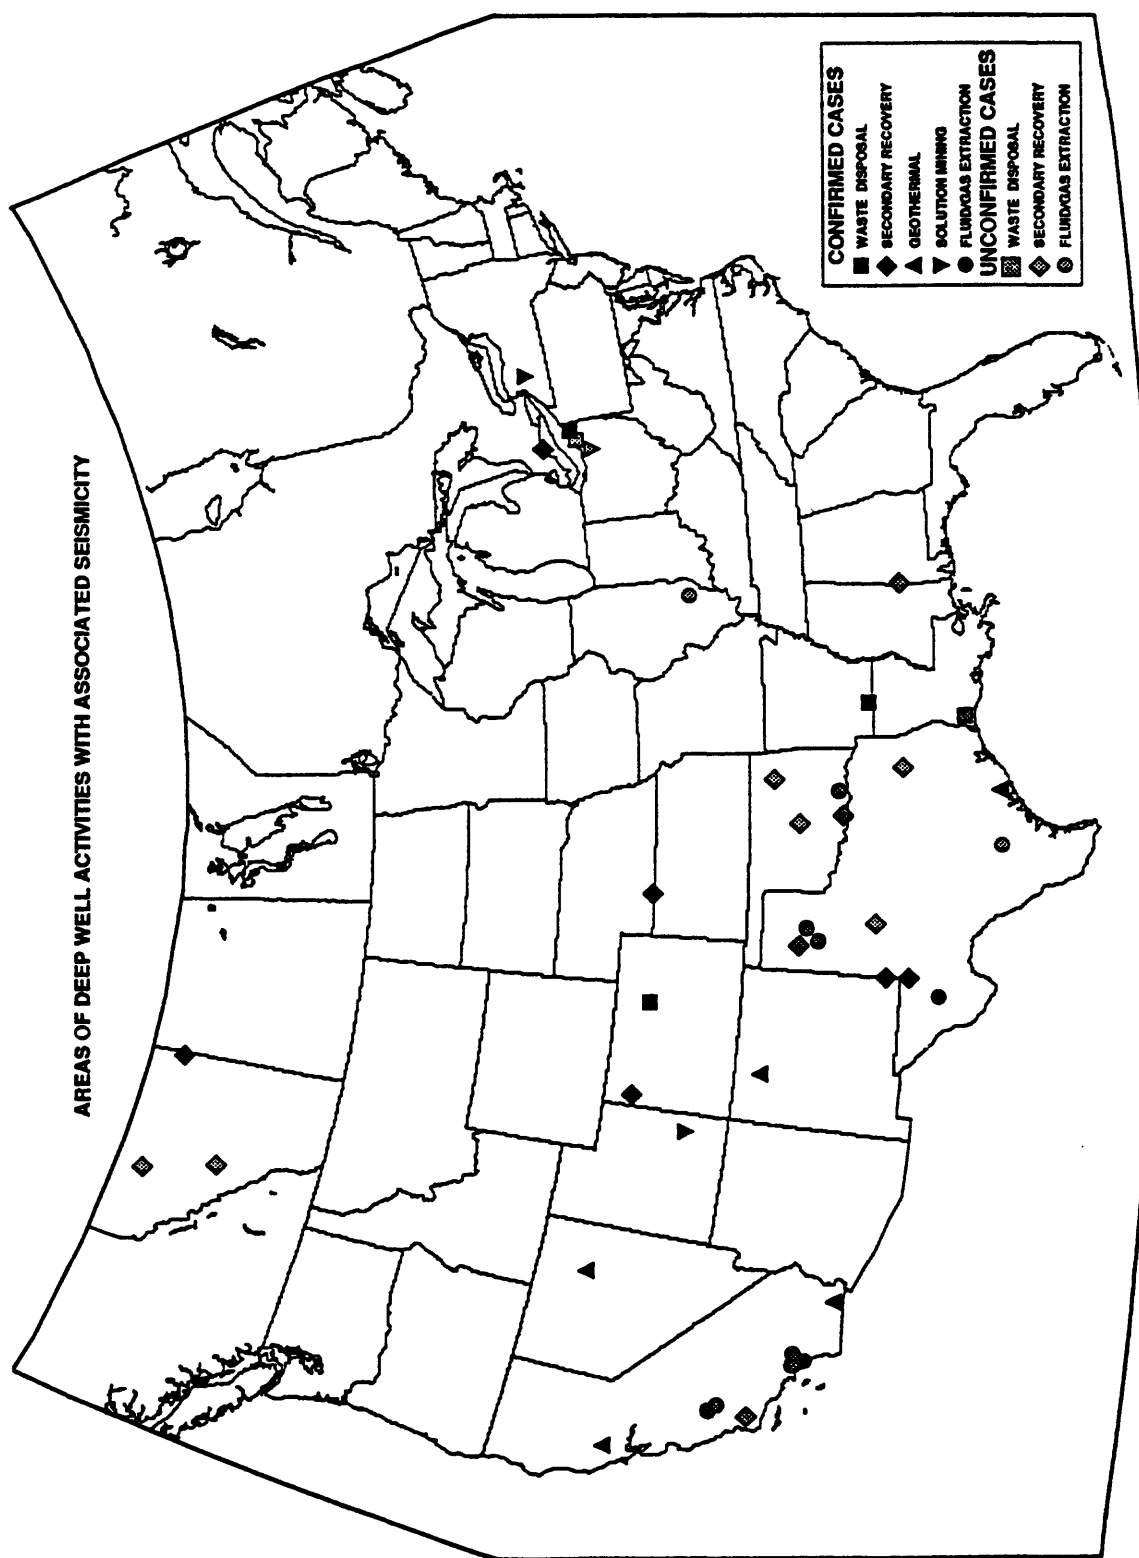 AREAS OF DEEP WELL ACTIVITIES WITH ASSOCIATED SEISMICITY
CONFIRMED CASES
WASTE DISPOSAL
SECONDARY RECOVERY
GEOTHERMAL
SOLUTION MINING
FLUID/GAS EXTRACTION
UNCONFIRMED CASES
WASTE DISPOSAL
SECONDARY RECOVERY
FLUID/GAS EXTRACTION